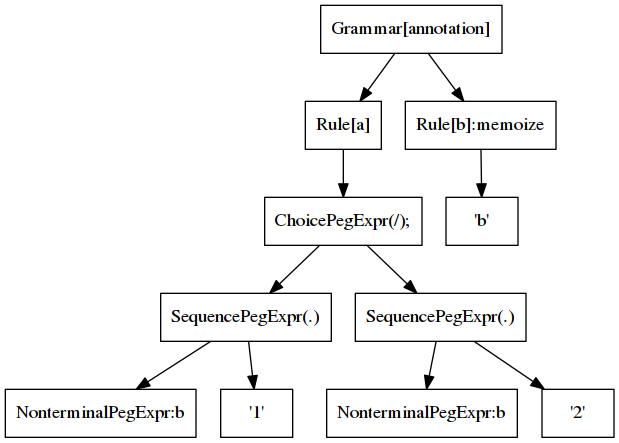 Grammar[annotation]
Rule[a]
Rule[b]:memoize
ChoicePegExpr(/);
'b'
SequencePegExpr(.)
SequencePegExpr(.)
NonterminalPegExpr:b
'1'
NonterminalPegExpr:b
'2'